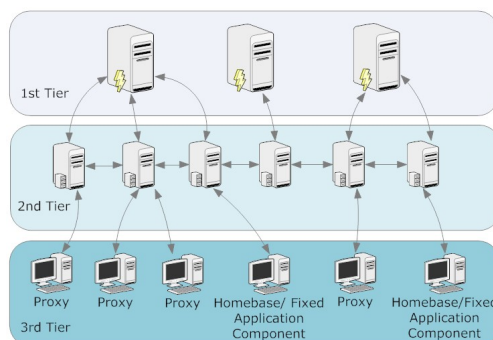 1st Tier
2nd Tier
Proxy
Proxy
Proxy
Homebase/ Fixed
Application
Component
Proxy
Homebase/Fixed
Application
Component
3rd Tier